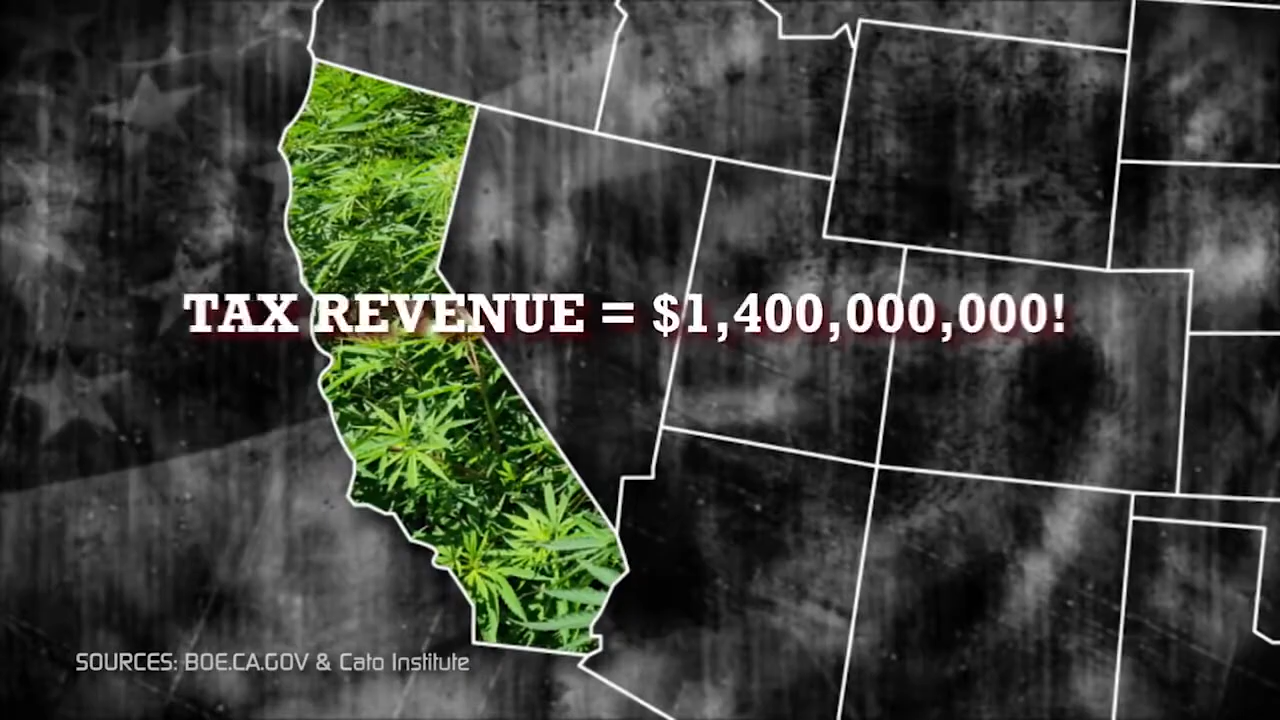 TAX REVENUE = $1,400,000,000!
SOURCES: BOE.CA.GOV & Cato Institute